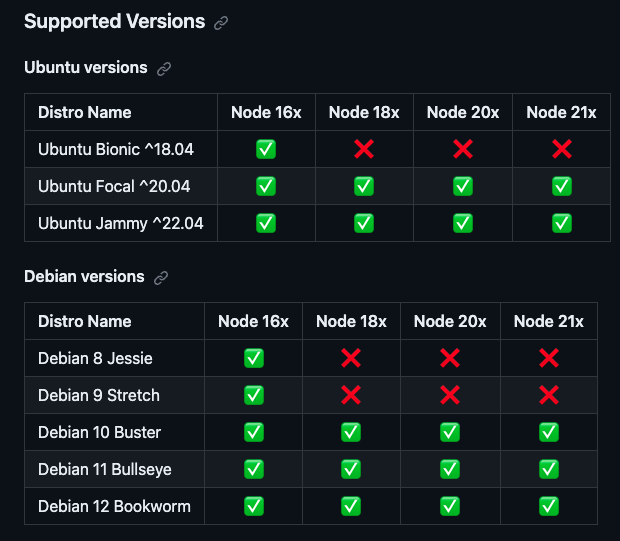 Supported Versions
Ubuntu versions
Distro Name Node 16x Node 18x Node 20x Node 21x
Ubuntu Bionic ^18.04 ✅ ❌ ❌ ❌
Ubuntu Focal ^20.04 ✅ ✅ ✅ ✅
Ubuntu Jammy ^22.04 ✅ ✅ ✅ ✅
Debian versions
Distro Name Node 16x Node 18x Node 20x Node 21x
Debian 8 Jessie ✅ ❌ ❌ ❌
Debian 9 Stretch ✅ ❌ ❌ ❌
Debian 10 Buster ✅ ✅ ✅ ✅
Debian 11 Bullseye ✅ ✅ ✅ ✅
Debian 12 Bookworm ✅ ✅ ✅ ✅